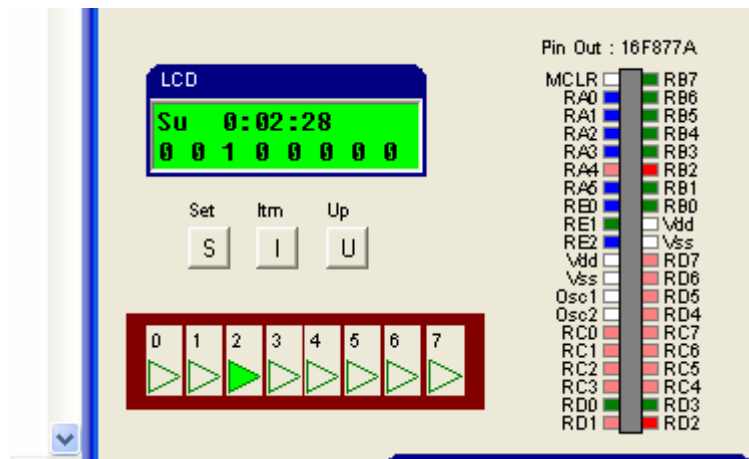 Pin Out : 16F877A
LCD
Su 0:02:28
0 0 1 0 0 0 0 0
Set Itm Up
S I U
0 1 2 3 4 5 6 7
MCLR RB7
RA0 RB6
RA1 RB5
RA2 RB4
RA3 RB3
RA4 RB2
RA5 RB1
RE0 RB0
RE1 Vdd
RE2 Vss
Vdd RD7
Vss RD6
Osc1 RD5
Osc2 RD4
RC0 RC7
RC1 RC6
RC2 RC5
RC3 RC4
RD0 RD3
RD1 RD2